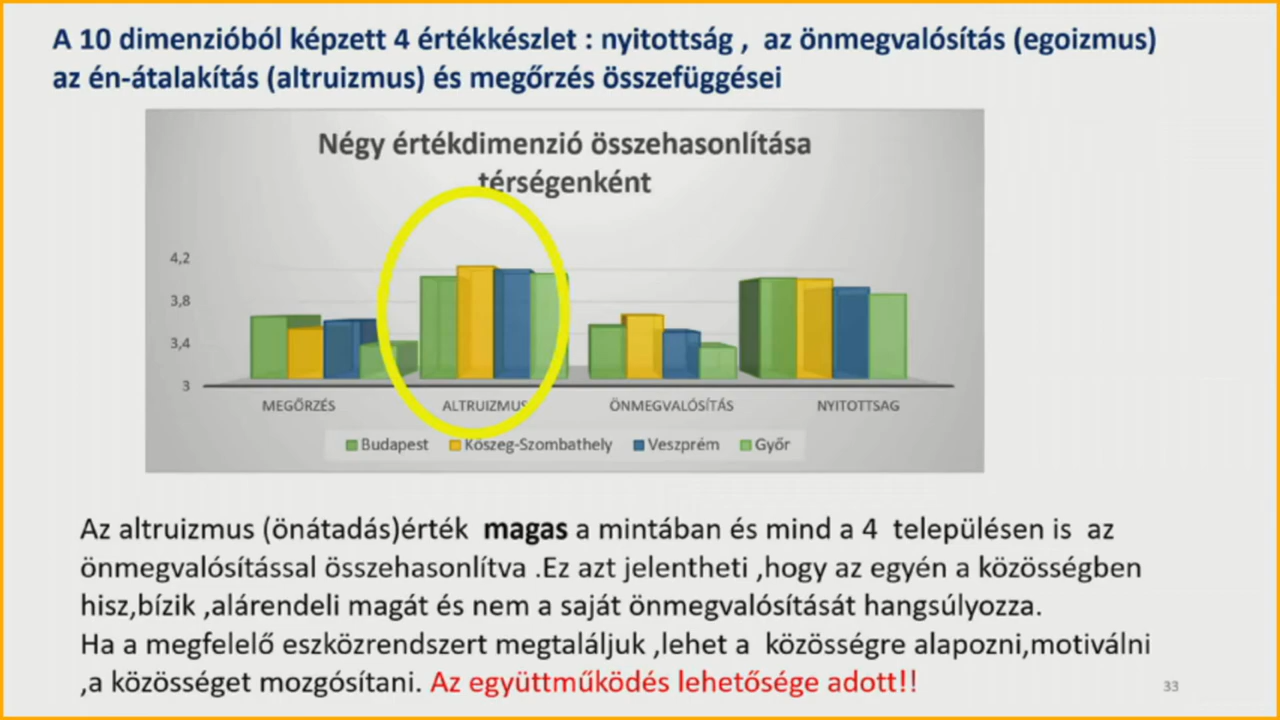 A 10 dimenzióból képzett 4 értékkészlet : nyitottság , az önmegvalósítás (egoizmus)
az én-átalakítás (altruizmus) és megőrzés összefüggései
Négy értékdimenzió összehasonlítása
térségenként
4,2
3,8
3,4
3
MEGŐRZÉS ALTRUIZMUS ÖNMEGVALÓSÍTÁS NYITOTTSAG
Budapest Kőszeg-Szombathely Veszprém Győr
Az altruizmus (önátadás)érték magas a mintában és mind a 4 településen is az
önmegvalósítással összehasonlítva .Ez azt jelentheti ,hogy az egyén a közösségben
hisz,bízik ,alárendeli magát és nem a saját önmegvalósítását hangsúlyozza.
Ha a megfelelő eszközrendszert megtaláljuk ,lehet a közösségre alapozni,motiválni
,a közösséget mozgósítani. Az együttműködés lehetősége adott!!
33